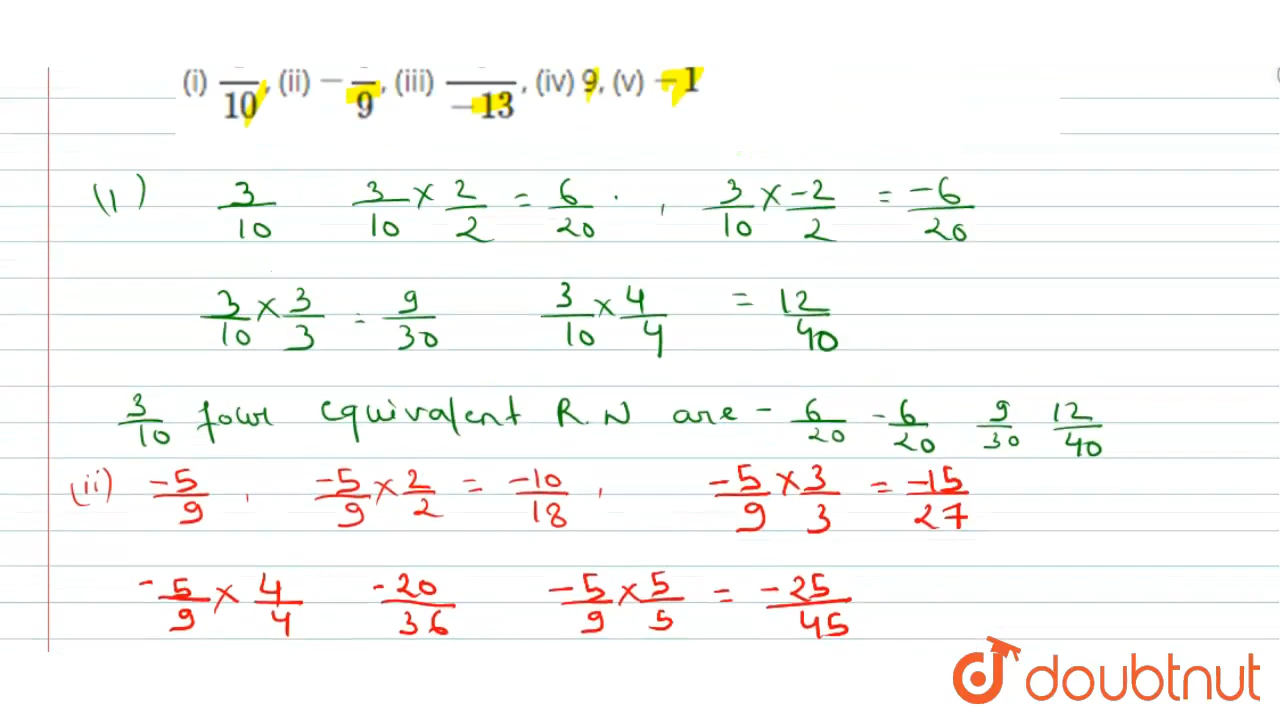 (i) 10, (ii) − 9, (iii) −13, (iv) 9, (v) −1
(1) 3/10 3/10 × 2/2 = 6/20 . , 3/10 × -2/2 = -6/20
3/10 × 3/3 = 9/30 3/10 × 4/4 = 12/40
3/10 four equivalent R.N are - 6/20 -6/20 9/30 12/40
(ii) -5/9 , -5/9 × 2/2 = -10/18 , -5/9 × 3/3 = -15/27
-5/9 × 4/4 -20/36 -5/9 × 5/5 = -25/45
doubtnut